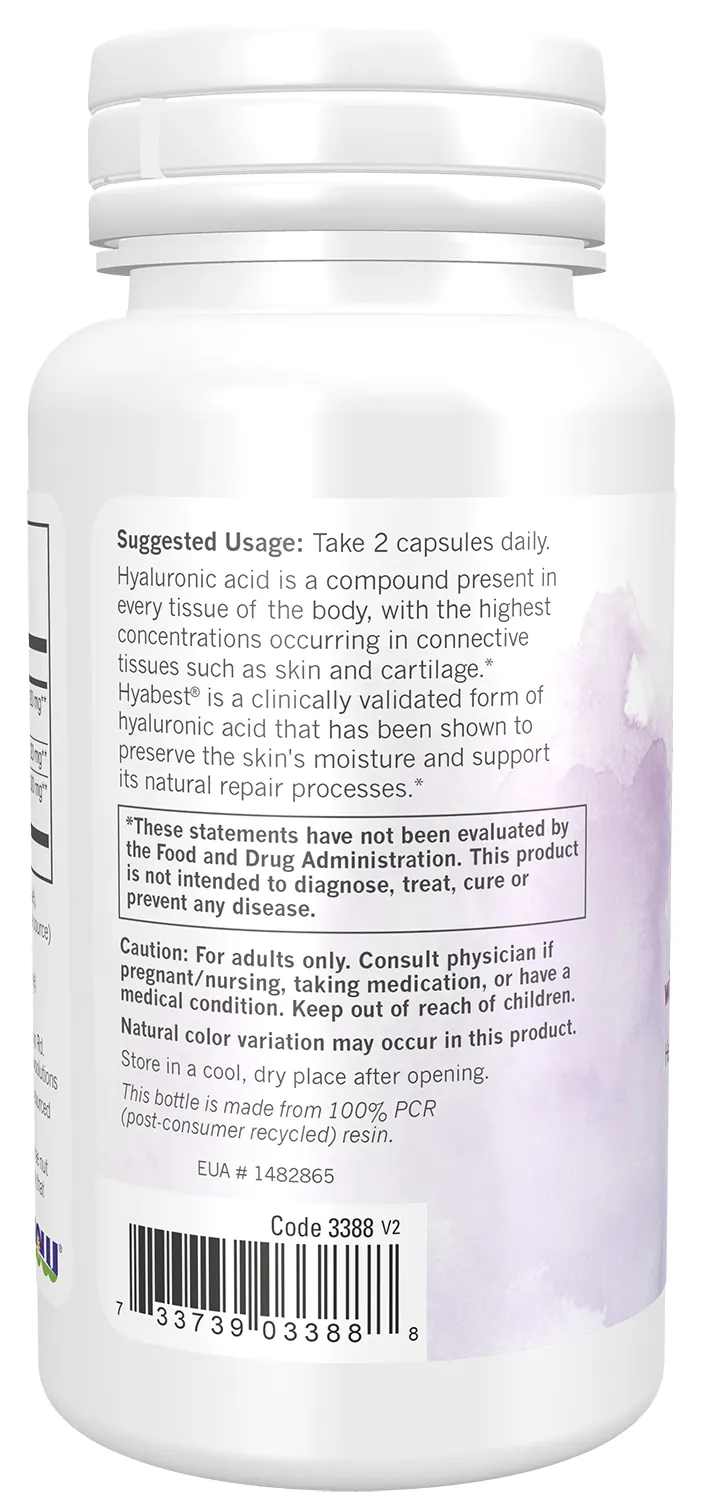 Suggested Usage: Take 2 capsules daily.
Hyaluronic acid is a compound present in
every tissue of the body, with the highest
concentrations occurring in connective
tissues such as skin and cartilage.*
Hyabest® is a clinically validated form of
hyaluronic acid that has been shown to
preserve the skin's moisture and support
its natural repair processes.*
*These statements have not been evaluated by
the Food and Drug Administration. This product
is not intended to diagnose, treat, cure or
prevent any disease.
Caution: For adults only. Consult physician if
pregnant/nursing, taking medication, or have a
medical condition. Keep out of reach of children.
Natural color variation may occur in this product.
Store in a cool, dry place after opening.
This bottle is made from 100% PCR
(post-consumer recycled) resin.
EUA # 1482865
Code 3388 V2
7 33739 03388 8